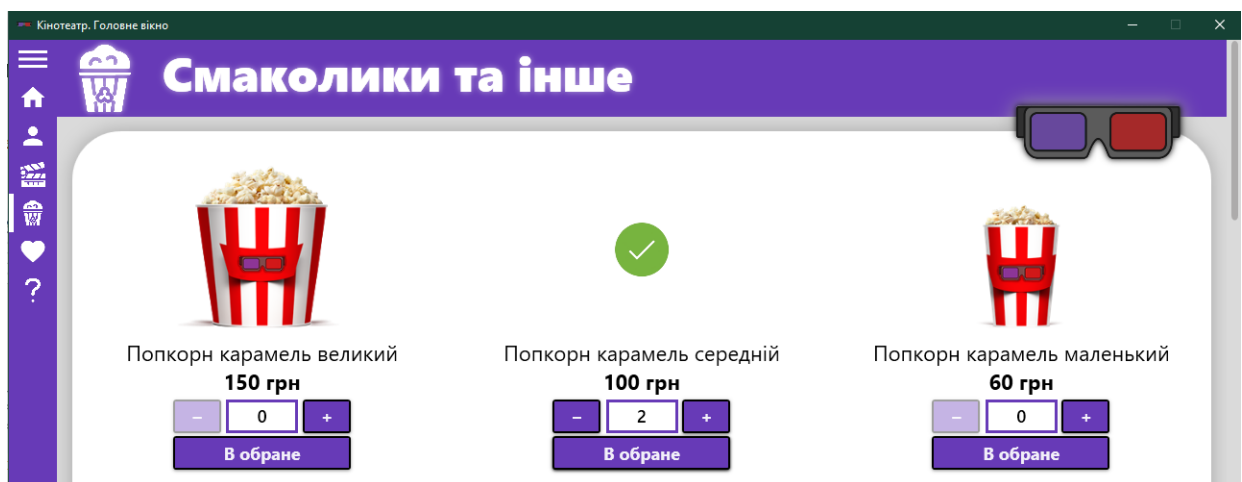 Кінотеатр. Головне вікно
Смаколики та інше
Попкорн карамель великий
150 грн
– 0 +
В обране
Попкорн карамель середній
100 грн
– 2 +
В обране
Попкорн карамель маленький
60 грн
– 0 +
В обране